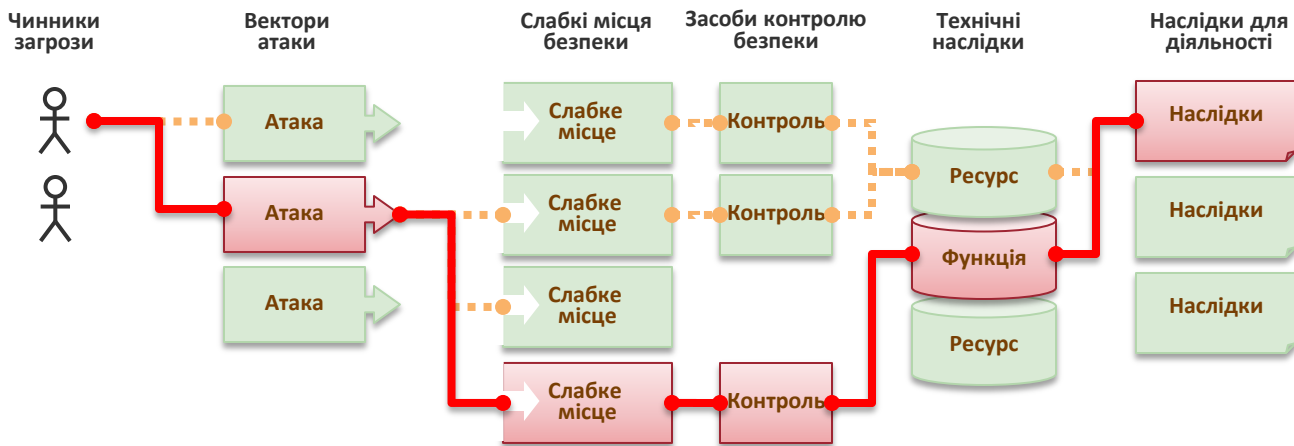 Чинники
загрози
Вектори
атаки
Слабкі місця
безпеки
Засоби контролю
безпеки
Технічні
наслідки
Наслідки для
діяльності
Атака
Атака
Атака
Слабке
місце
Слабке
місце
Слабке
місце
Слабке
місце
Контроль
Контроль
Контроль
Ресурс
Функція
Ресурс
Наслідки
Наслідки
Наслідки